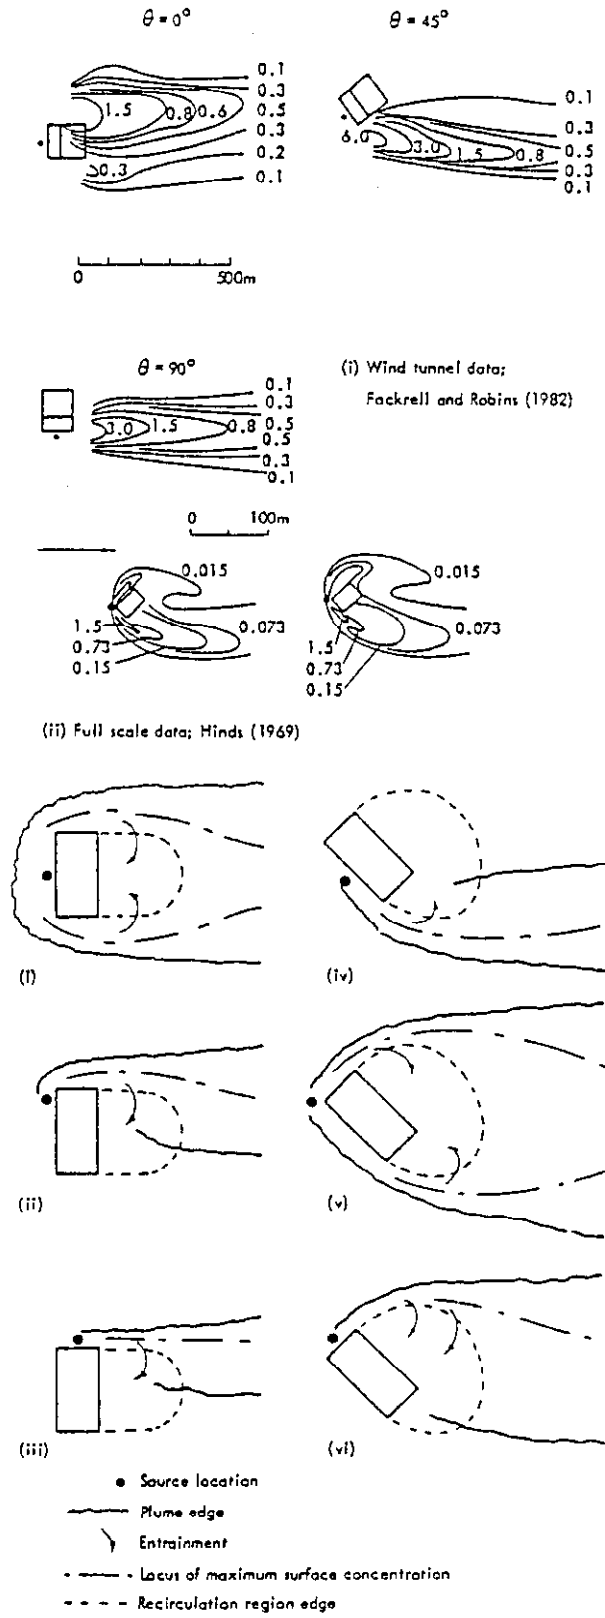 θ = 0°
θ = 45°
0.1
0.3
0.5
0.3
0.2
0.1
1.5
0.8
0.6
0.3
0.1
0.3
0.5
0.8
0.3
0.1
6.0
3.0
1.5
0 500m
θ = 90°
(i) Wind tunnel data;
Fackrell and Robins (1982)
0.1
0.3
0.5
0.5
0.3
0.1
3.0
1.5
0.8
0 100m
0.015
0.073
1.5
0.73
0.15
0.015
0.073
1.5
0.73
0.15
(ii) Full scale data; Hinds (1969)
(i)
(iv)
(ii)
(v)
(iii)
(vi)
Source location
Plume edge
Entrainment
Locus of maximum surface concentration
Recirculation region edge